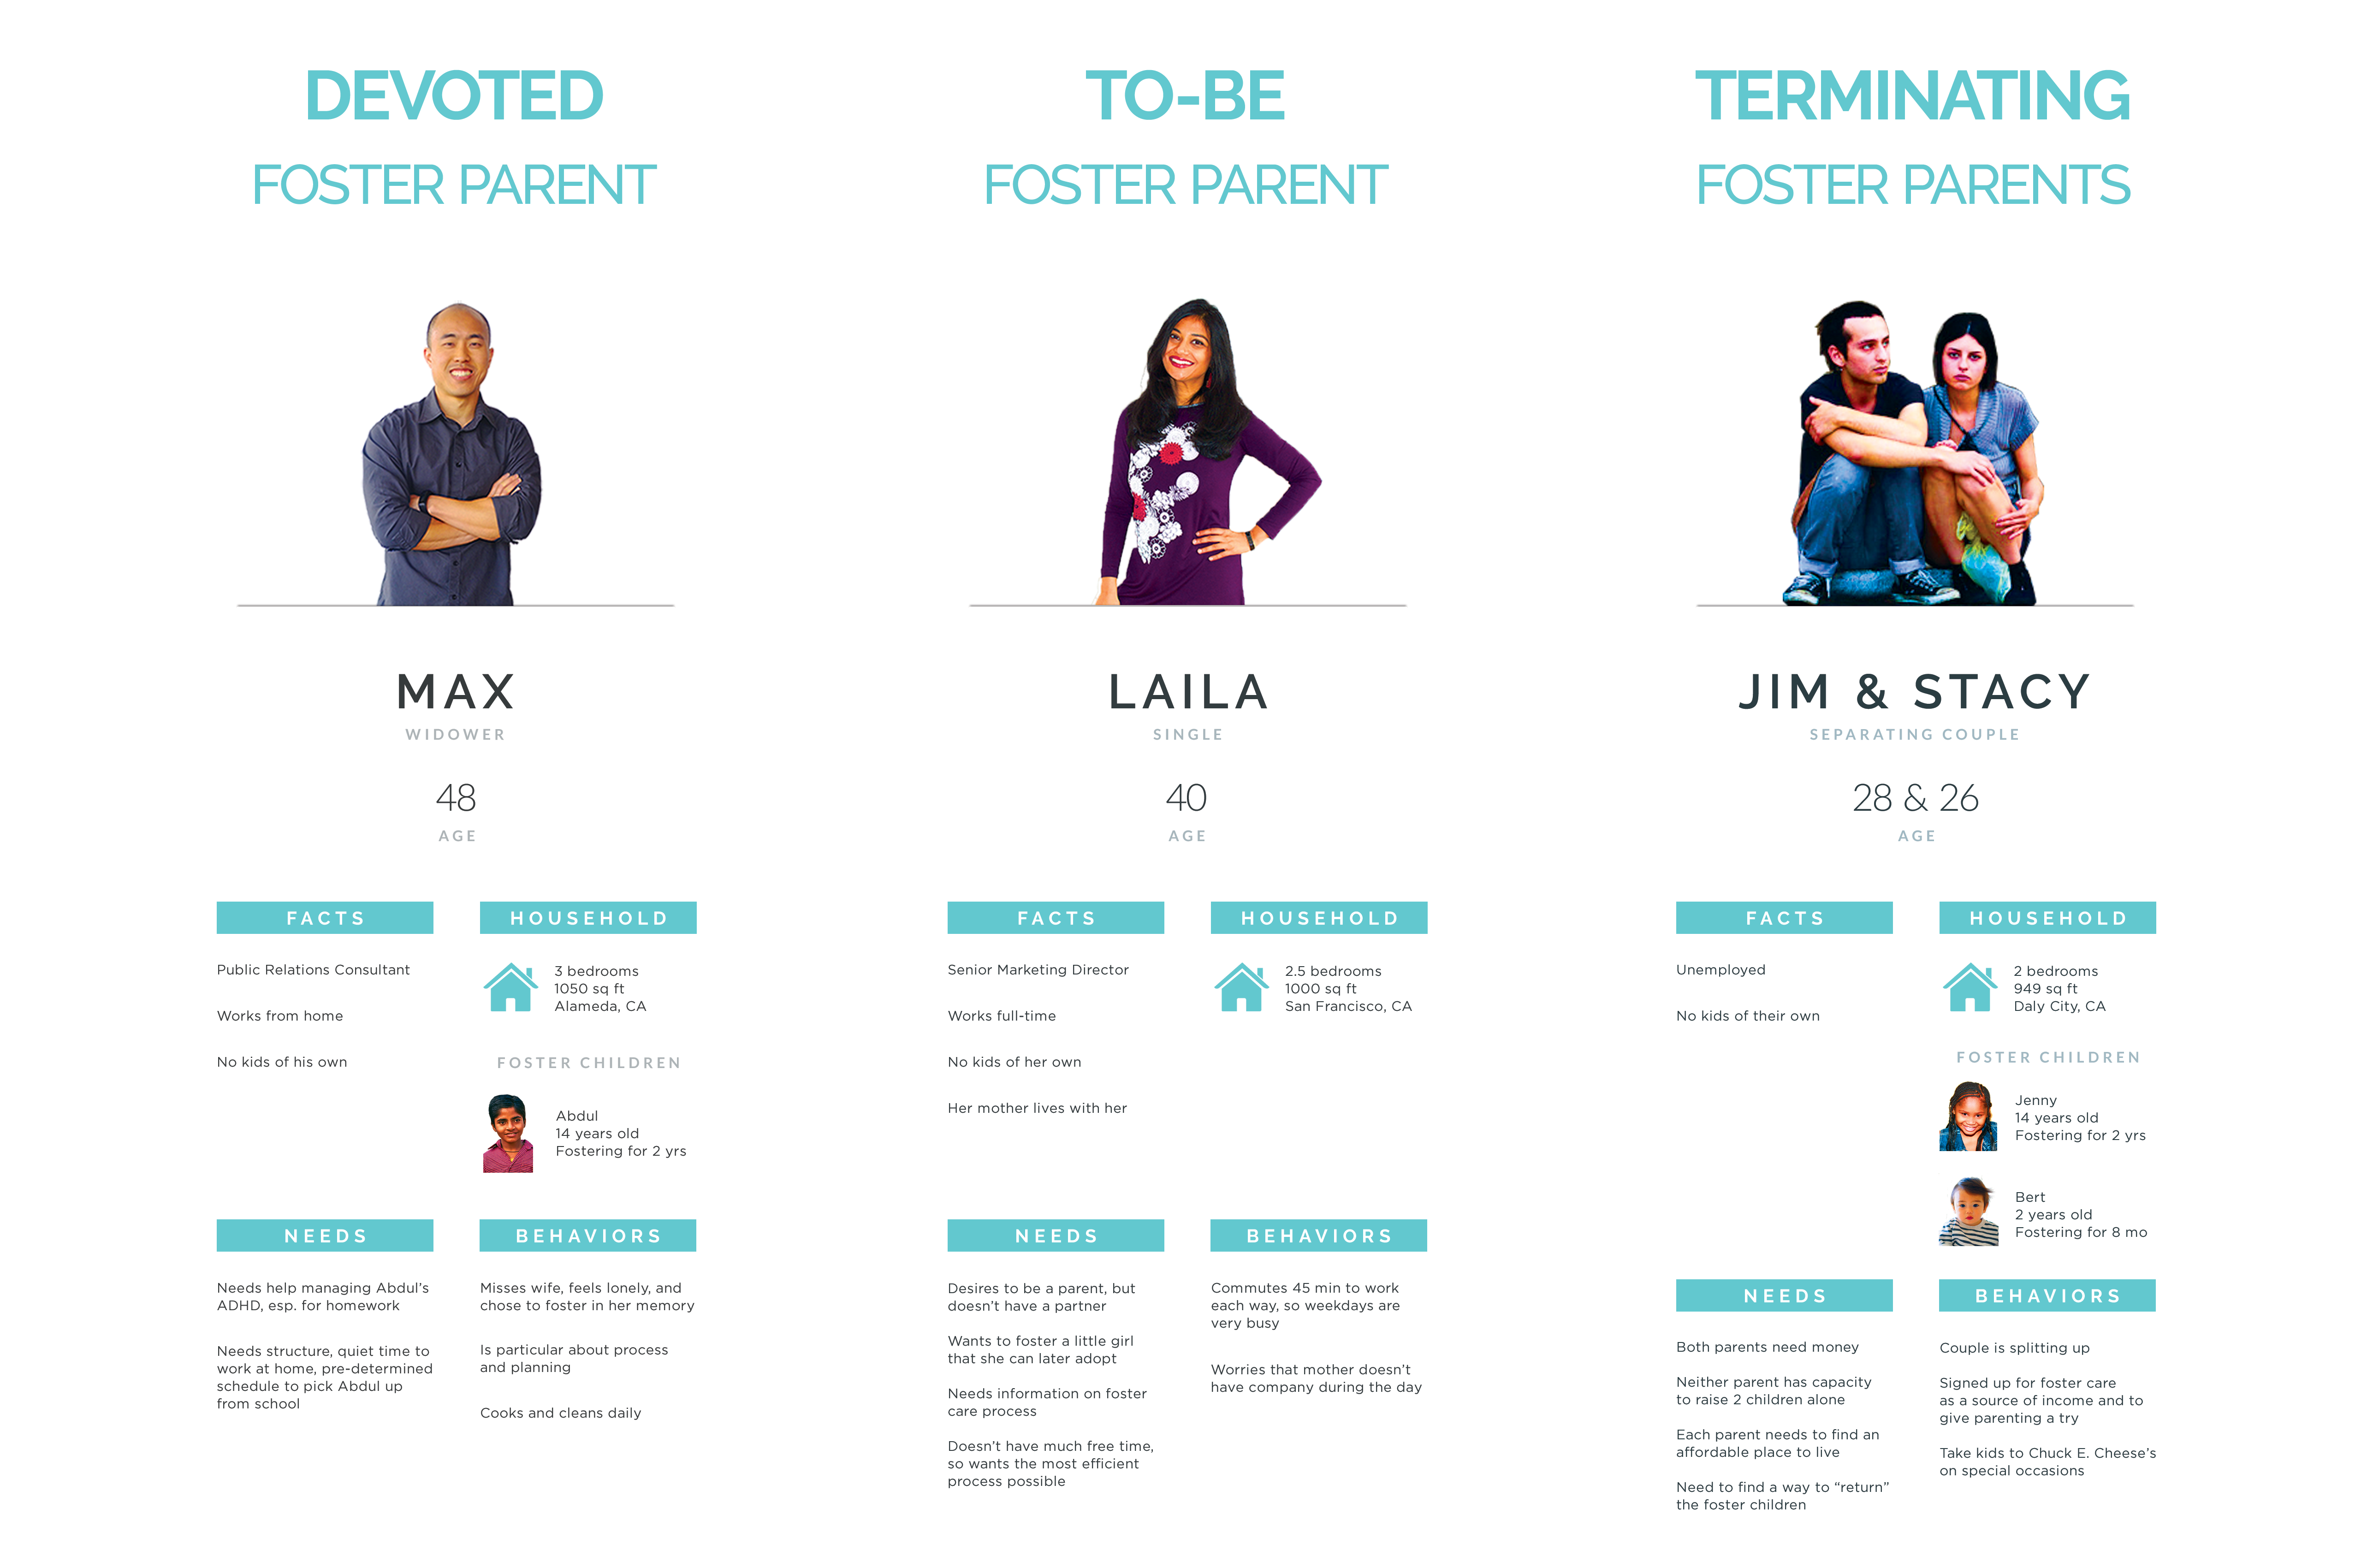 DEVOTED
FOSTER PARENT
MAX
WIDOWER
48
AGE
FACTS
Public Relations Consultant
Works from home
No kids of his own
HOUSEHOLD
3 bedrooms
1050 sq ft
Alameda, CA
FOSTER CHILDREN
Abdul
14 years old
Fostering for 2 yrs
NEEDS
Needs help managing Abdul’s
ADHD, esp. for homework
Needs structure, quiet time to
work at home, pre-determined
schedule to pick Abdul up
from school
BEHAVIORS
Misses wife, feels lonely, and
chose to foster in her memory
Is particular about process
and planning
Cooks and cleans daily
TO-BE
FOSTER PARENT
LAILA
SINGLE
40
AGE
FACTS
Senior Marketing Director
Works full-time
No kids of her own
Her mother lives with her
HOUSEHOLD
2.5 bedrooms
1000 sq ft
San Francisco, CA
NEEDS
Desires to be a parent, but
doesn’t have a partner
Wants to foster a little girl
that she can later adopt
Needs information on foster
care process
Doesn’t have much free time,
so wants the most efficient
process possible
BEHAVIORS
Commutes 45 min to work
each way, so weekdays are
very busy
Worries that mother doesn’t
have company during the day
TERMINATING
FOSTER PARENTS
JIM & STACY
SEPARATING COUPLE
28 & 26
AGE
FACTS
Unemployed
No kids of their own
HOUSEHOLD
2 bedrooms
949 sq ft
Daly City, CA
FOSTER CHILDREN
Jenny
14 years old
Fostering for 2 yrs
Bert
2 years old
Fostering for 8 mo
NEEDS
Both parents need money
Neither parent has capacity
to raise 2 children alone
Each parent needs to find an
affordable place to live
Need to find a way to “return”
the foster children
BEHAVIORS
Couple is splitting up
Signed up for foster care
as a source of income and to
give parenting a try
Take kids to Chuck E. Cheese’s
on special occasions